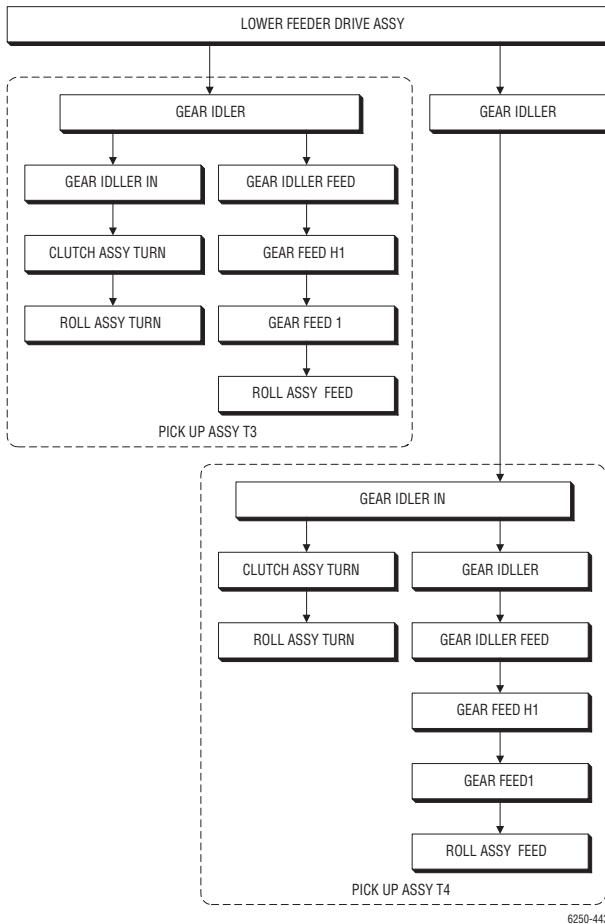 LOWER FEEDER DRIVE ASSY
GEAR IDLER
GEAR IDLLER
GEAR IDLLER IN
GEAR IDLLER FEED
CLUTCH ASSY TURN
GEAR FEED H1
ROLL ASSY TURN
GEAR FEED 1
ROLL ASSY FEED
PICK UP ASSY T3
GEAR IDLER IN
CLUTCH ASSY TURN
GEAR IDLLER
ROLL ASSY TURN
GEAR IDLLER FEED
GEAR FEED H1
GEAR FEED1
ROLL ASSY FEED
PICK UP ASSY T4